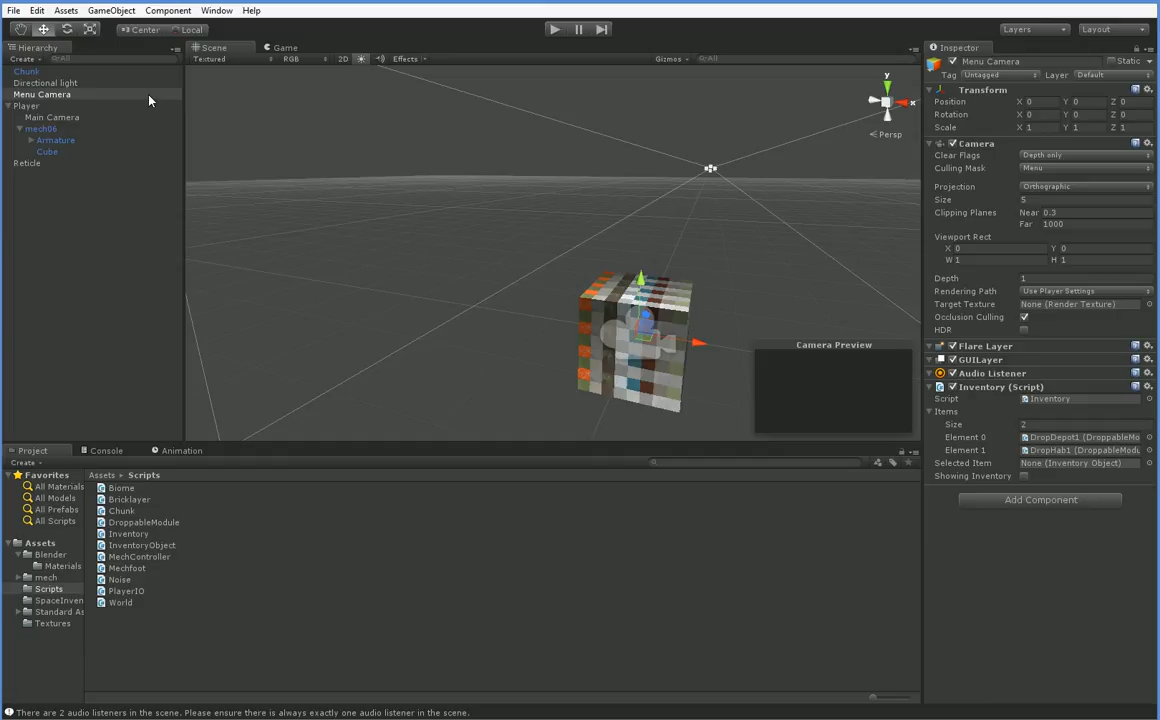 File Edit Assets GameObject Component Window Help
Center Local
Layers Layout
Hierarchy
Create All
Chunk
Directional light
Menu Camera
Player
Main Camera
mech06
Armature
Cube
Reticle
Scene Game
Textured RGB 2D Effects Gizmos All
y
x
Persp
Camera Preview
Inspector
Menu Camera Static
Tag Untagged Layer Default
Transform
Position X 0 Y 0 Z 0
Rotation X 0 Y 0 Z 0
Scale X 1 Y 1 Z 1
Camera
Clear Flags Depth only
Culling Mask Menu
Projection Orthographic
Size 5
Clipping Planes Near 0.3
Far 1000
Viewport Rect
X 0 Y 0
W 1 H 1
Depth 1
Rendering Path Use Player Settings
Target Texture None (Render Texture)
Occlusion Culling
HDR
Flare Layer
GUILayer
Audio Listener
Inventory (Script)
Script Inventory
Items
Size 2
Element 0 DropDepot1 (DroppableMo
Element 1 DropHab1 (DroppableModu
Selected Item None (Inventory Object)
Showing Inventory
Add Component
Project Console Animation
Create
Favorites
All Materials
All Models
All Prefabs
All Scripts
Assets
Blender
Materials
mech
Scripts
SpaceInven
Standard As
Textures
Assets Scripts
Biome
Bricklayer
Chunk
DroppableModule
Inventory
InventoryObject
MechController
Mechfoot
Noise
PlayerIO
World
There are 2 audio listeners in the scene. Please ensure there is always exactly one audio listener in the scene.